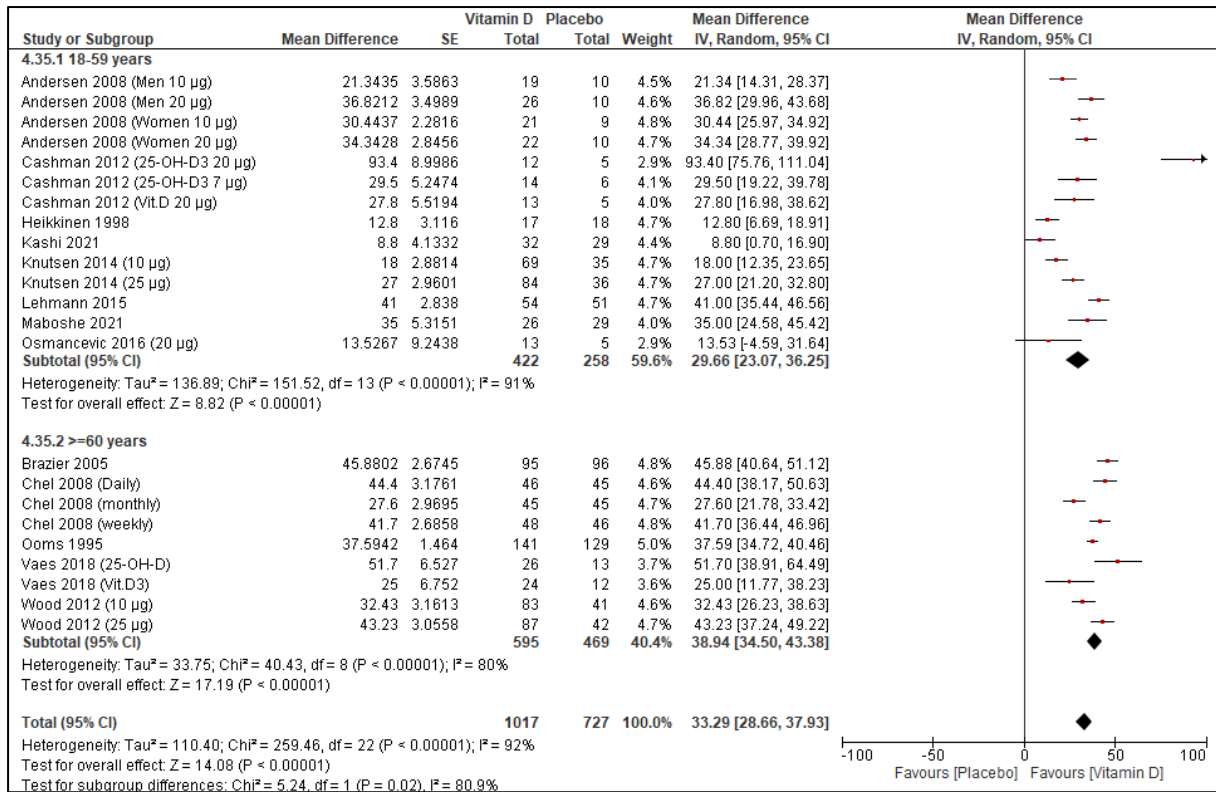 Vitamin D Placebo Mean Difference Mean Difference
Study or Subgroup Mean Difference SE Total Total Weight IV, Random, 95% CI IV, Random, 95% CI
4.35.1 18-59 years
Andersen 2008 (Men 10 µg) 21.3435 3.5863 19 10 4.5% 21.34 [14.31, 28.37]
Andersen 2008 (Men 20 µg) 36.8212 3.4989 26 10 4.6% 36.82 [29.96, 43.68]
Andersen 2008 (Women 10 µg) 30.4437 2.2816 21 9 4.8% 30.44 [25.97, 34.92]
Andersen 2008 (Women 20 µg) 34.3428 2.8456 22 10 4.7% 34.34 [28.77, 39.92]
Cashman 2012 (25-OH-D3 20 µg) 93.4 8.9986 12 5 2.9% 93.40 [75.76, 111.04]
Cashman 2012 (25-OH-D3 7 µg) 29.5 5.2474 14 6 4.1% 29.50 [19.22, 39.78]
Cashman 2012 (Vit.D 20 µg) 27.8 5.5194 13 5 4.0% 27.80 [16.98, 38.62]
Heikkinen 1998 12.8 3.116 17 18 4.7% 12.80 [6.69, 18.91]
Kashi 2021 8.8 4.1332 32 29 4.4% 8.80 [0.70, 16.90]
Knutsen 2014 (10 µg) 18 2.8814 69 35 4.7% 18.00 [12.35, 23.65]
Knutsen 2014 (25 µg) 27 2.9601 84 36 4.7% 27.00 [21.20, 32.80]
Lehmann 2015 41 2.838 54 51 4.7% 41.00 [35.44, 46.56]
Maboshe 2021 35 5.3151 26 29 4.0% 35.00 [24.58, 45.42]
Osmancevic 2016 (20 µg) 13.5267 9.2438 13 5 2.9% 13.53 [-4.59, 31.64]
Subtotal (95% CI) 422 258 59.6% 29.66 [23.07, 36.25]
Heterogeneity: Tau² = 136.89; Chi² = 151.52, df = 13 (P < 0.00001); I² = 91%
Test for overall effect: Z = 8.82 (P < 0.00001)
4.35.2 >=60 years
Brazier 2005 45.8802 2.6745 95 96 4.8% 45.88 [40.64, 51.12]
Chel 2008 (Daily) 44.4 3.1761 46 45 4.6% 44.40 [38.17, 50.63]
Chel 2008 (monthly) 27.6 2.9695 45 45 4.7% 27.60 [21.78, 33.42]
Chel 2008 (weekly) 41.7 2.6858 48 46 4.8% 41.70 [36.44, 46.96]
Ooms 1995 37.5942 1.464 141 129 5.0% 37.59 [34.72, 40.46]
Vaes 2018 (25-OH-D) 51.7 6.527 26 13 3.7% 51.70 [38.91, 64.49]
Vaes 2018 (Vit.D3) 25 6.752 24 12 3.6% 25.00 [11.77, 38.23]
Wood 2012 (10 µg) 32.43 3.1613 83 41 4.6% 32.43 [26.23, 38.63]
Wood 2012 (25 µg) 43.23 3.0558 87 42 4.7% 43.23 [37.24, 49.22]
Subtotal (95% CI) 595 469 40.4% 38.94 [34.50, 43.38]
Heterogeneity: Tau² = 33.75; Chi² = 40.43, df = 8 (P < 0.00001); I² = 80%
Test for overall effect: Z = 17.19 (P < 0.00001)
Total (95% CI) 1017 727 100.0% 33.29 [28.66, 37.93]
Heterogeneity: Tau² = 110.40; Chi² = 259.46, df = 22 (P < 0.00001); I² = 92%
Test for overall effect: Z = 14.08 (P < 0.00001)
Test for subgroup differences: Chi² = 5.24, df = 1 (P = 0.02), I² = 80.9%
-100 -50 0 50 100
Favours [Placebo] Favours [Vitamin D]